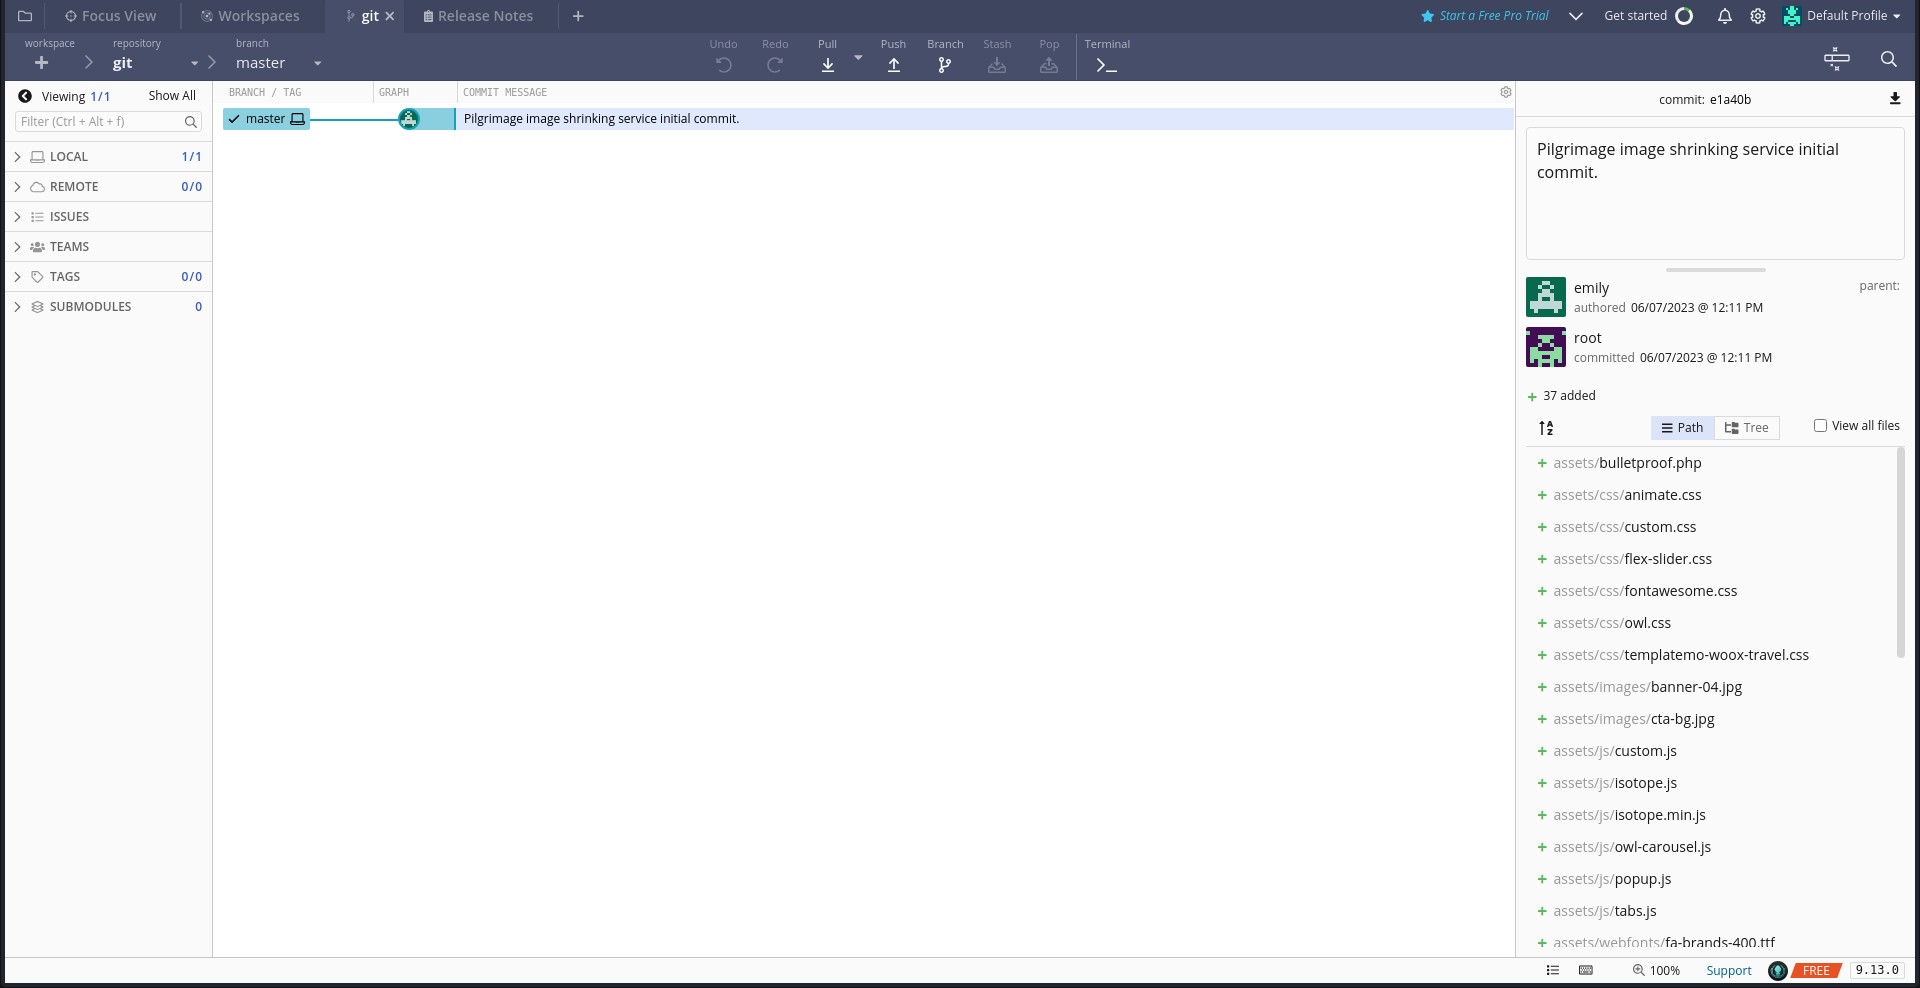 Focus View
Workspaces
git
Release Notes
Start a Free Pro Trial
Get started
Default Profile
workspace
repository
git
branch
master
Undo
Redo
Pull
Push
Branch
Stash
Pop
Terminal
Viewing 1/1
Show All
Filter (Ctrl + Alt + f)
LOCAL 1/1
REMOTE 0/0
ISSUES
TEAMS
TAGS 0/0
SUBMODULES 0
BRANCH / TAG
GRAPH
COMMIT MESSAGE
master
Pilgrimage image shrinking service initial commit.
commit: e1a40b
Pilgrimage image shrinking service initial
commit.
emily
authored 06/07/2023 @ 12:11 PM
parent:
root
committed 06/07/2023 @ 12:11 PM
+ 37 added
Path
Tree
View all files
+ assets/bulletproof.php
+ assets/css/animate.css
+ assets/css/custom.css
+ assets/css/flex-slider.css
+ assets/css/fontawesome.css
+ assets/css/owl.css
+ assets/css/templatemo-woox-travel.css
+ assets/images/banner-04.jpg
+ assets/images/cta-bg.jpg
+ assets/js/custom.js
+ assets/js/isotope.js
+ assets/js/isotope.min.js
+ assets/js/owl-carousel.js
+ assets/js/popup.js
+ assets/js/tabs.js
+ assets/webfonts/fa-brands-400.ttf
100%
Support
FREE
9.13.0